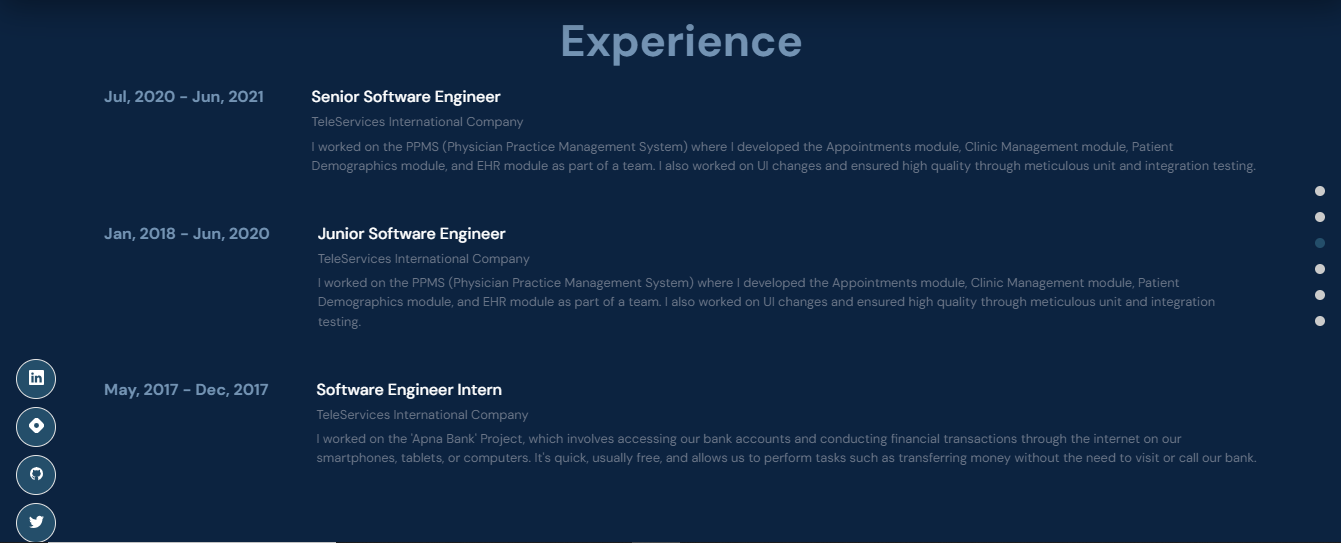 Experience
Jul, 2020 - Jun, 2021
Senior Software Engineer
TeleServices International Company
I worked on the PPMS (Physician Practice Management System) where I developed the Appointments module, Clinic Management module, Patient
Demographics module, and EHR module as part of a team. I also worked on UI changes and ensured high quality through meticulous unit and integration testing.
Jan, 2018 - Jun, 2020
Junior Software Engineer
TeleServices International Company
I worked on the PPMS (Physician Practice Management System) where I developed the Appointments module, Clinic Management module, Patient
Demographics module, and EHR module as part of a team. I also worked on UI changes and ensured high quality through meticulous unit and integration
testing.
May, 2017 - Dec, 2017
Software Engineer Intern
TeleServices International Company
I worked on the 'Apna Bank' Project, which involves accessing our bank accounts and conducting financial transactions through the internet on our
smartphones, tablets, or computers. It's quick, usually free, and allows us to perform tasks such as transferring money without the need to visit or call our bank.